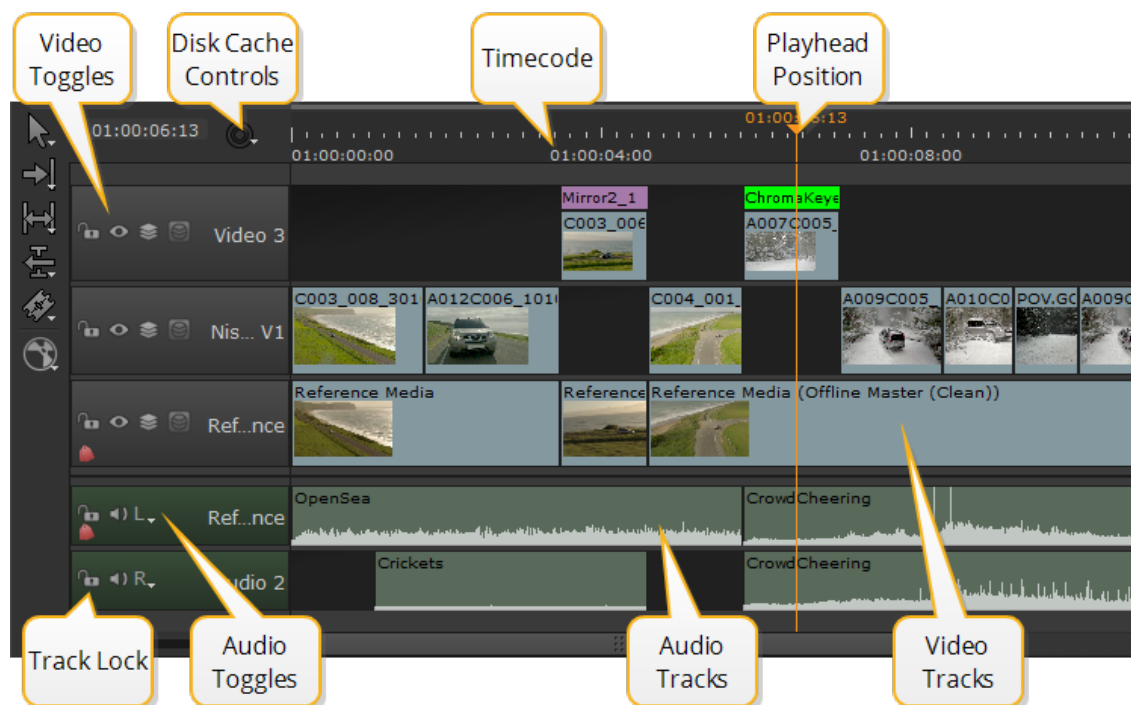 Video
Toggles
Disk Cache
Controls
Timecode
Playhead
Position
01:00:06:13
01:00:00:00
01:00:04:00
01:00:08:00
Mirror2_1
ChromaKeye
Video 3
C003_006
A007C005_
Nis... V1
C003_008_301
A012C006_101
C004_001_
A009C005_
A010C0
POV.GC
A009C
Ref...nce
Reference Media
Reference
Reference Media (Offline Master (Clean))
L
Ref...nce
OpenSea
CrowdCheering
R
udio 2
Crickets
CrowdCheering
Track Lock
Audio
Toggles
Audio
Tracks
Video
Tracks